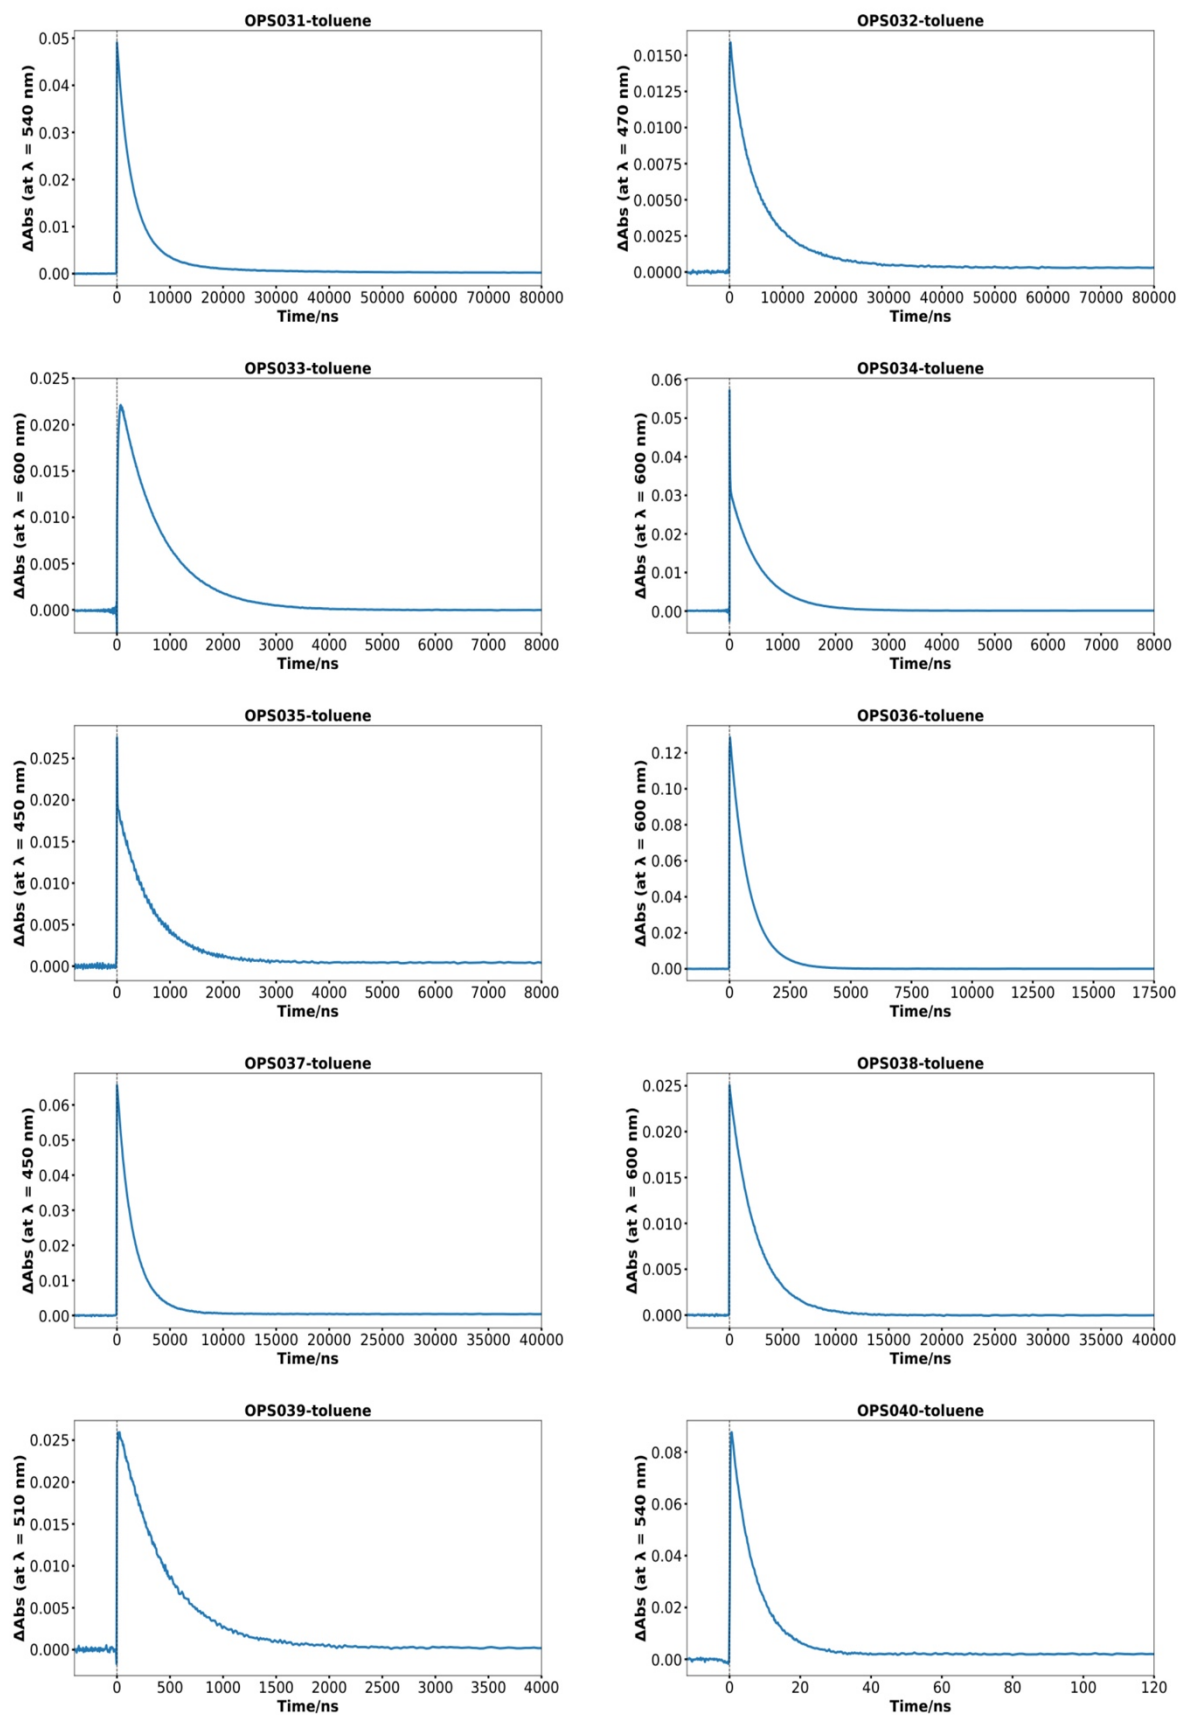 OPS031-toluene
ΔAbs (at λ = 540 nm)
0.05
0.04
0.03
0.02
0.01
0.00
0 10000 20000 30000 40000 50000 60000 70000 80000
Time/ns
OPS032-toluene
ΔAbs (at λ = 470 nm)
0.0150
0.0125
0.0100
0.0075
0.0050
0.0025
0.0000
0 10000 20000 30000 40000 50000 60000 70000 80000
Time/ns
OPS033-toluene
ΔAbs (at λ = 600 nm)
0.025
0.020
0.015
0.010
0.005
0.000
0 1000 2000 3000 4000 5000 6000 7000 8000
Time/ns
OPS034-toluene
ΔAbs (at λ = 600 nm)
0.06
0.05
0.04
0.03
0.02
0.01
0.00
0 1000 2000 3000 4000 5000 6000 7000 8000
Time/ns
OPS035-toluene
ΔAbs (at λ = 450 nm)
0.025
0.020
0.015
0.010
0.005
0.000
0 1000 2000 3000 4000 5000 6000 7000 8000
Time/ns
OPS036-toluene
ΔAbs (at λ = 600 nm)
0.12
0.10
0.08
0.06
0.04
0.02
0.00
0 2500 5000 7500 10000 12500 15000 17500
Time/ns
OPS037-toluene
ΔAbs (at λ = 450 nm)
0.06
0.05
0.04
0.03
0.02
0.01
0.00
0 5000 10000 15000 20000 25000 30000 35000 40000
Time/ns
OPS038-toluene
ΔAbs (at λ = 600 nm)
0.025
0.020
0.015
0.010
0.005
0.000
0 5000 10000 15000 20000 25000 30000 35000 40000
Time/ns
OPS039-toluene
ΔAbs (at λ = 510 nm)
0.025
0.020
0.015
0.010
0.005
0.000
0 500 1000 1500 2000 2500 3000 3500 4000
Time/ns
OPS040-toluene
ΔAbs (at λ = 540 nm)
0.08
0.06
0.04
0.02
0.00
0 20 40 60 80 100 120
Time/ns